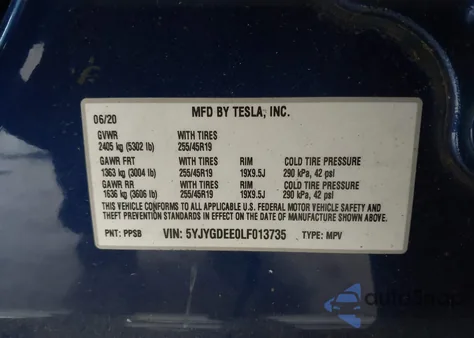 MFD BY TESLA, INC.
06/20
GVWR WITH TIRES
2405 kg (5302 lb) 255/45R19
GAWR FRT WITH TIRES RIM COLD TIRE PRESSURE
1363 kg (3004 lb) 255/45R19 19X9.5J 290 kPa, 42 psi
GAWR RR WITH TIRES RIM COLD TIRE PRESSURE
1636 kg (3606 lb) 255/45R19 19X9.5J 290 kPa, 42 psi
THIS VEHICLE CONFORMS TO ALL APPLICABLE U.S. FEDERAL MOTOR VEHICLE SAFETY AND
THEFT PREVENTION STANDARDS IN EFFECT ON THE DATE OF MANUFACTURE SHOWN ABOVE.
PNT: PPSB VIN: 5YJYGDEE0LF013735 TYPE: MPV
autoSnap